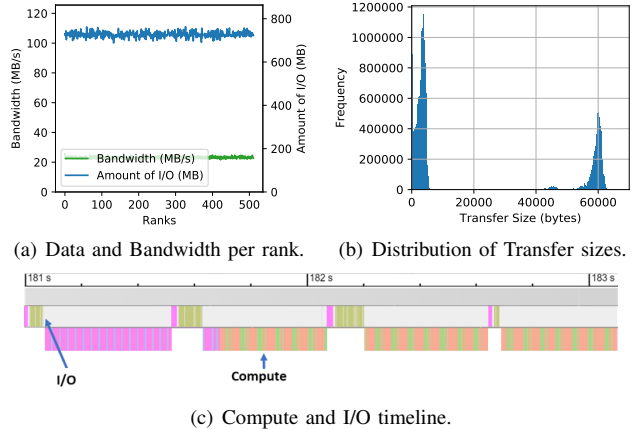 120
100
80
60
40
20
0
Bandwidth (MB/s)
800
600
400
200
0
Amount of I/O (MB)
Bandwidth (MB/s)
Amount of I/O (MB)
0 100 200 300 400 500
Ranks
1200000
1000000
800000
600000
400000
200000
0
Frequency
0 20000 40000 60000
Transfer Size (bytes)
(a) Data and Bandwidth per rank. (b) Distribution of Transfer sizes.
181 s 182 s 183 s
I/O
Compute
(c) Compute and I/O timeline.